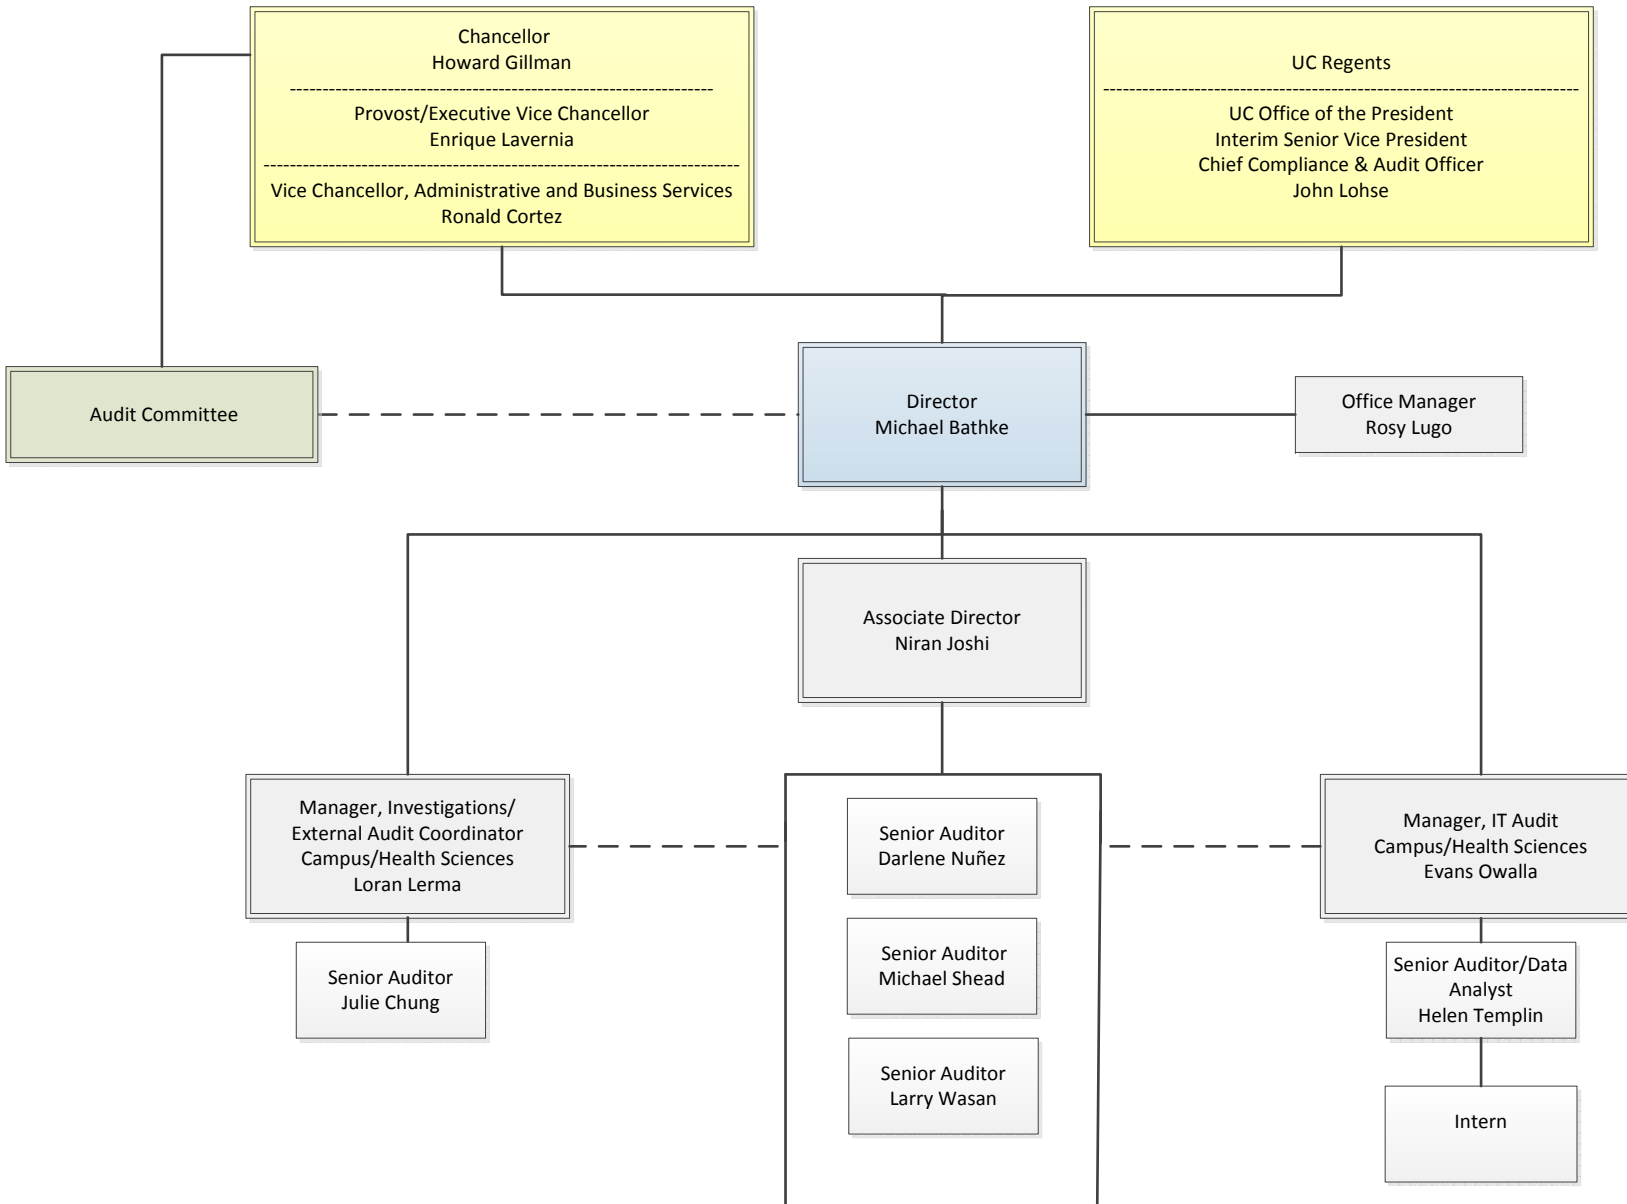 Chancellor
Howard Gillman
Provost/Executive Vice Chancellor
Enrique Lavernia
Vice Chancellor, Administrative and Business Services
Ronald Cortez
UC Regents
UC Office of the President
Interim Senior Vice President
Chief Compliance & Audit Officer
John Lohse
Audit Committee
Director
Michael Bathke
Office Manager
Rosy Lugo
Associate Director
Niran Joshi
Manager, Investigations/
External Audit Coordinator
Campus/Health Sciences
Loran Lerma
Senior Auditor
Julie Chung
Senior Auditor
Darlene Nuñez
Senior Auditor
Michael Shead
Senior Auditor
Larry Wasan
Manager, IT Audit
Campus/Health Sciences
Evans Owalla
Senior Auditor/Data
Analyst
Helen Templin
Intern